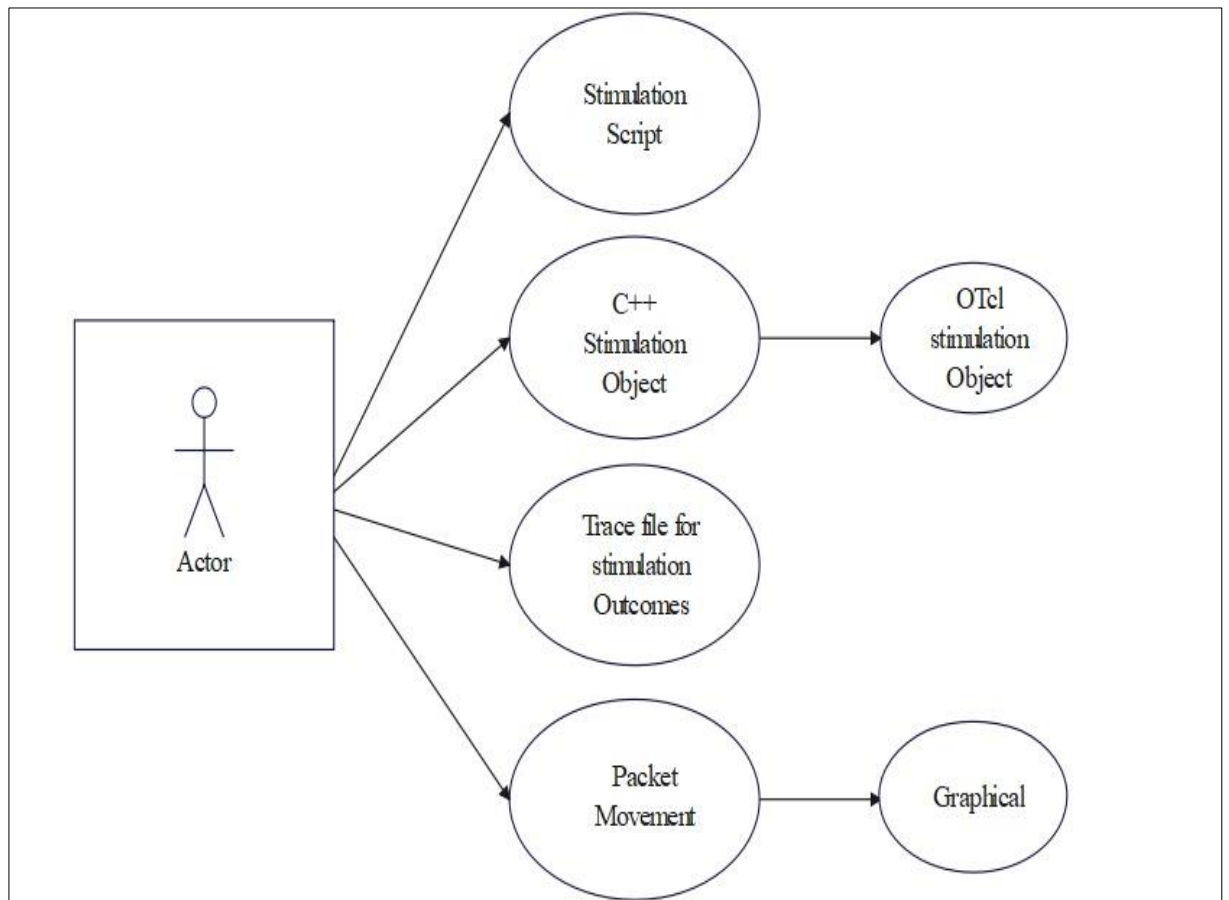 Stimulation
Script
C++
Stimulation
Object
OTcl
stimulation
Object
Actor
Trace file for
stimulation
Outcomes
Packet
Movement
Graphical